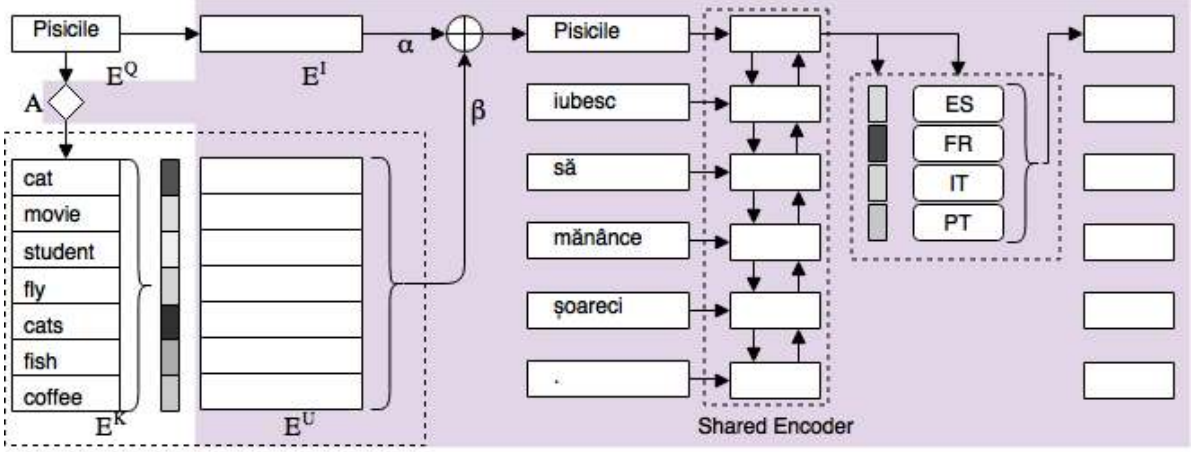 Pisicile
E^Q
E^I
α
A
β
cat
movie
student
fly
cats
fish
coffee
E^K
E^U
Pisicile
iubesc
să
mănânce
șoareci
.
Shared Encoder
ES
FR
IT
PT